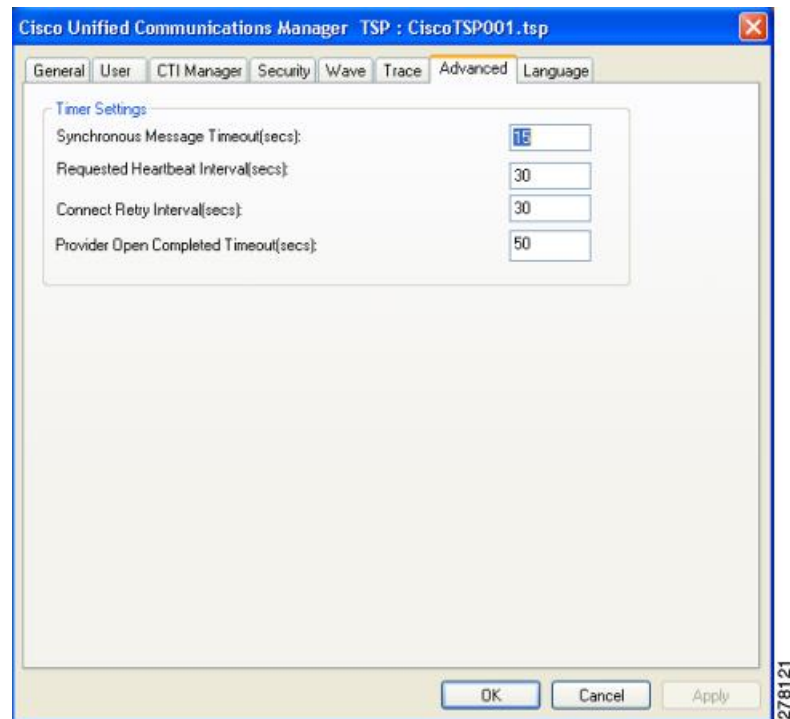 Cisco Unified Communications Manager TSP : CiscoTSP001.tsp
General User CTI Manager Security Wave Trace Advanced Language
Timer Settings
Synchronous Message Timeout(secs): 15
Requested Heartbeat Interval(secs): 30
Connect Retry Interval(secs): 30
Provider Open Completed Timeout(secs): 50
OK Cancel Apply
278121